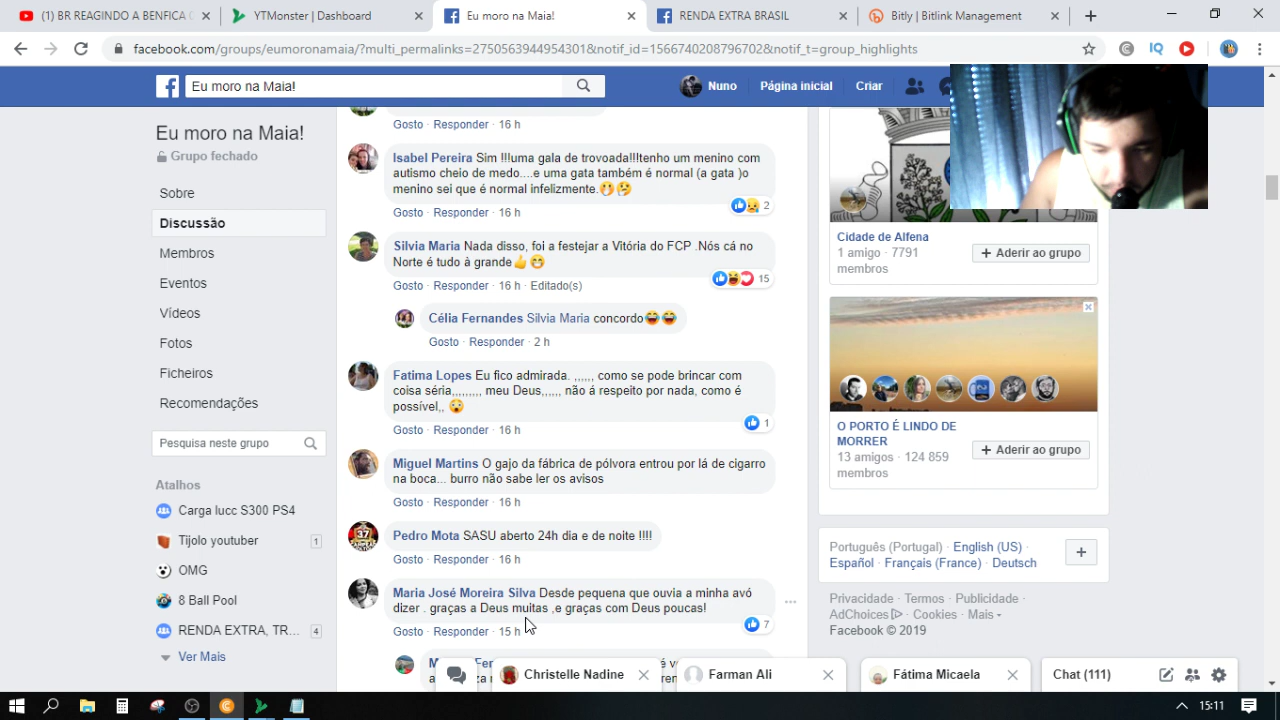 (1) BR REAGINDO A BENFICA
YTMonster | Dashboard
Eu moro na Maia!
RENDA EXTRA BRASIL
Bitly | Bitlink Management
facebook.com/groups/eumoronamaia/?multi_permalinks=2750563944954301&notif_id=1566740208796702&notif_t=group_highlights
Eu moro na Maia!
Nuno
Página inicial
Criar
Eu moro na Maia!
Grupo fechado
Sobre
Discussão
Membros
Eventos
Vídeos
Fotos
Ficheiros
Recomendações
Pesquisa neste grupo
Atalhos
Carga lucc S300 PS4
Tijolo youtuber 1
OMG
8 Ball Pool
RENDA EXTRA, TR... 4
Ver Mais
Gosto · Responder · 16 h
Isabel Pereira Sim !!!uma gala de trovoada!!!tenho um menino com
autismo cheio de medo....e uma gata também é normal (a gata )o
menino sei que é normal infelizmente.🤭🤧
2
Gosto · Responder · 16 h
Silvia Maria Nada disso, foi a festejar a Vitória do FCP .Nós cá no
Norte é tudo à grande👍😁
15
Gosto · Responder · 16 h · Editado(s)
Célia Fernandes Silvia Maria concordo😂😂
Gosto · Responder · 2 h
Fatima Lopes Eu fico admirada. ,,,,,, como se pode brincar com
coisa séria,,,,,,,,, meu Deus,,,,,, não á respeito por nada, como é
possível,, 😲
1
Gosto · Responder · 16 h
Miguel Martins O gajo da fábrica de pólvora entrou por lá de cigarro
na boca... burro não sabe ler os avisos
Gosto · Responder · 16 h
Pedro Mota SASU aberto 24h dia e de noite !!!!
Gosto · Responder · 16 h
Maria José Moreira Silva Desde pequena que ouvia a minha avó
dizer . graças a Deus muitas ,e graças com Deus poucas!
7
Gosto · Responder · 15 h
Cidade de Alfena
1 amigo · 7791
membros
+ Aderir ao grupo
O PORTO É LINDO DE
MORRER
13 amigos · 124 859
membros
+ Aderir ao grupo
Português (Portugal) · English (US) ·
Español · Français (France) · Deutsch
Privacidade · Termos · Publicidade ·
AdChoices · Cookies · Mais
Facebook © 2019
Christelle Nadine
Farman Ali
Fátima Micaela
Chat (111)
15:11